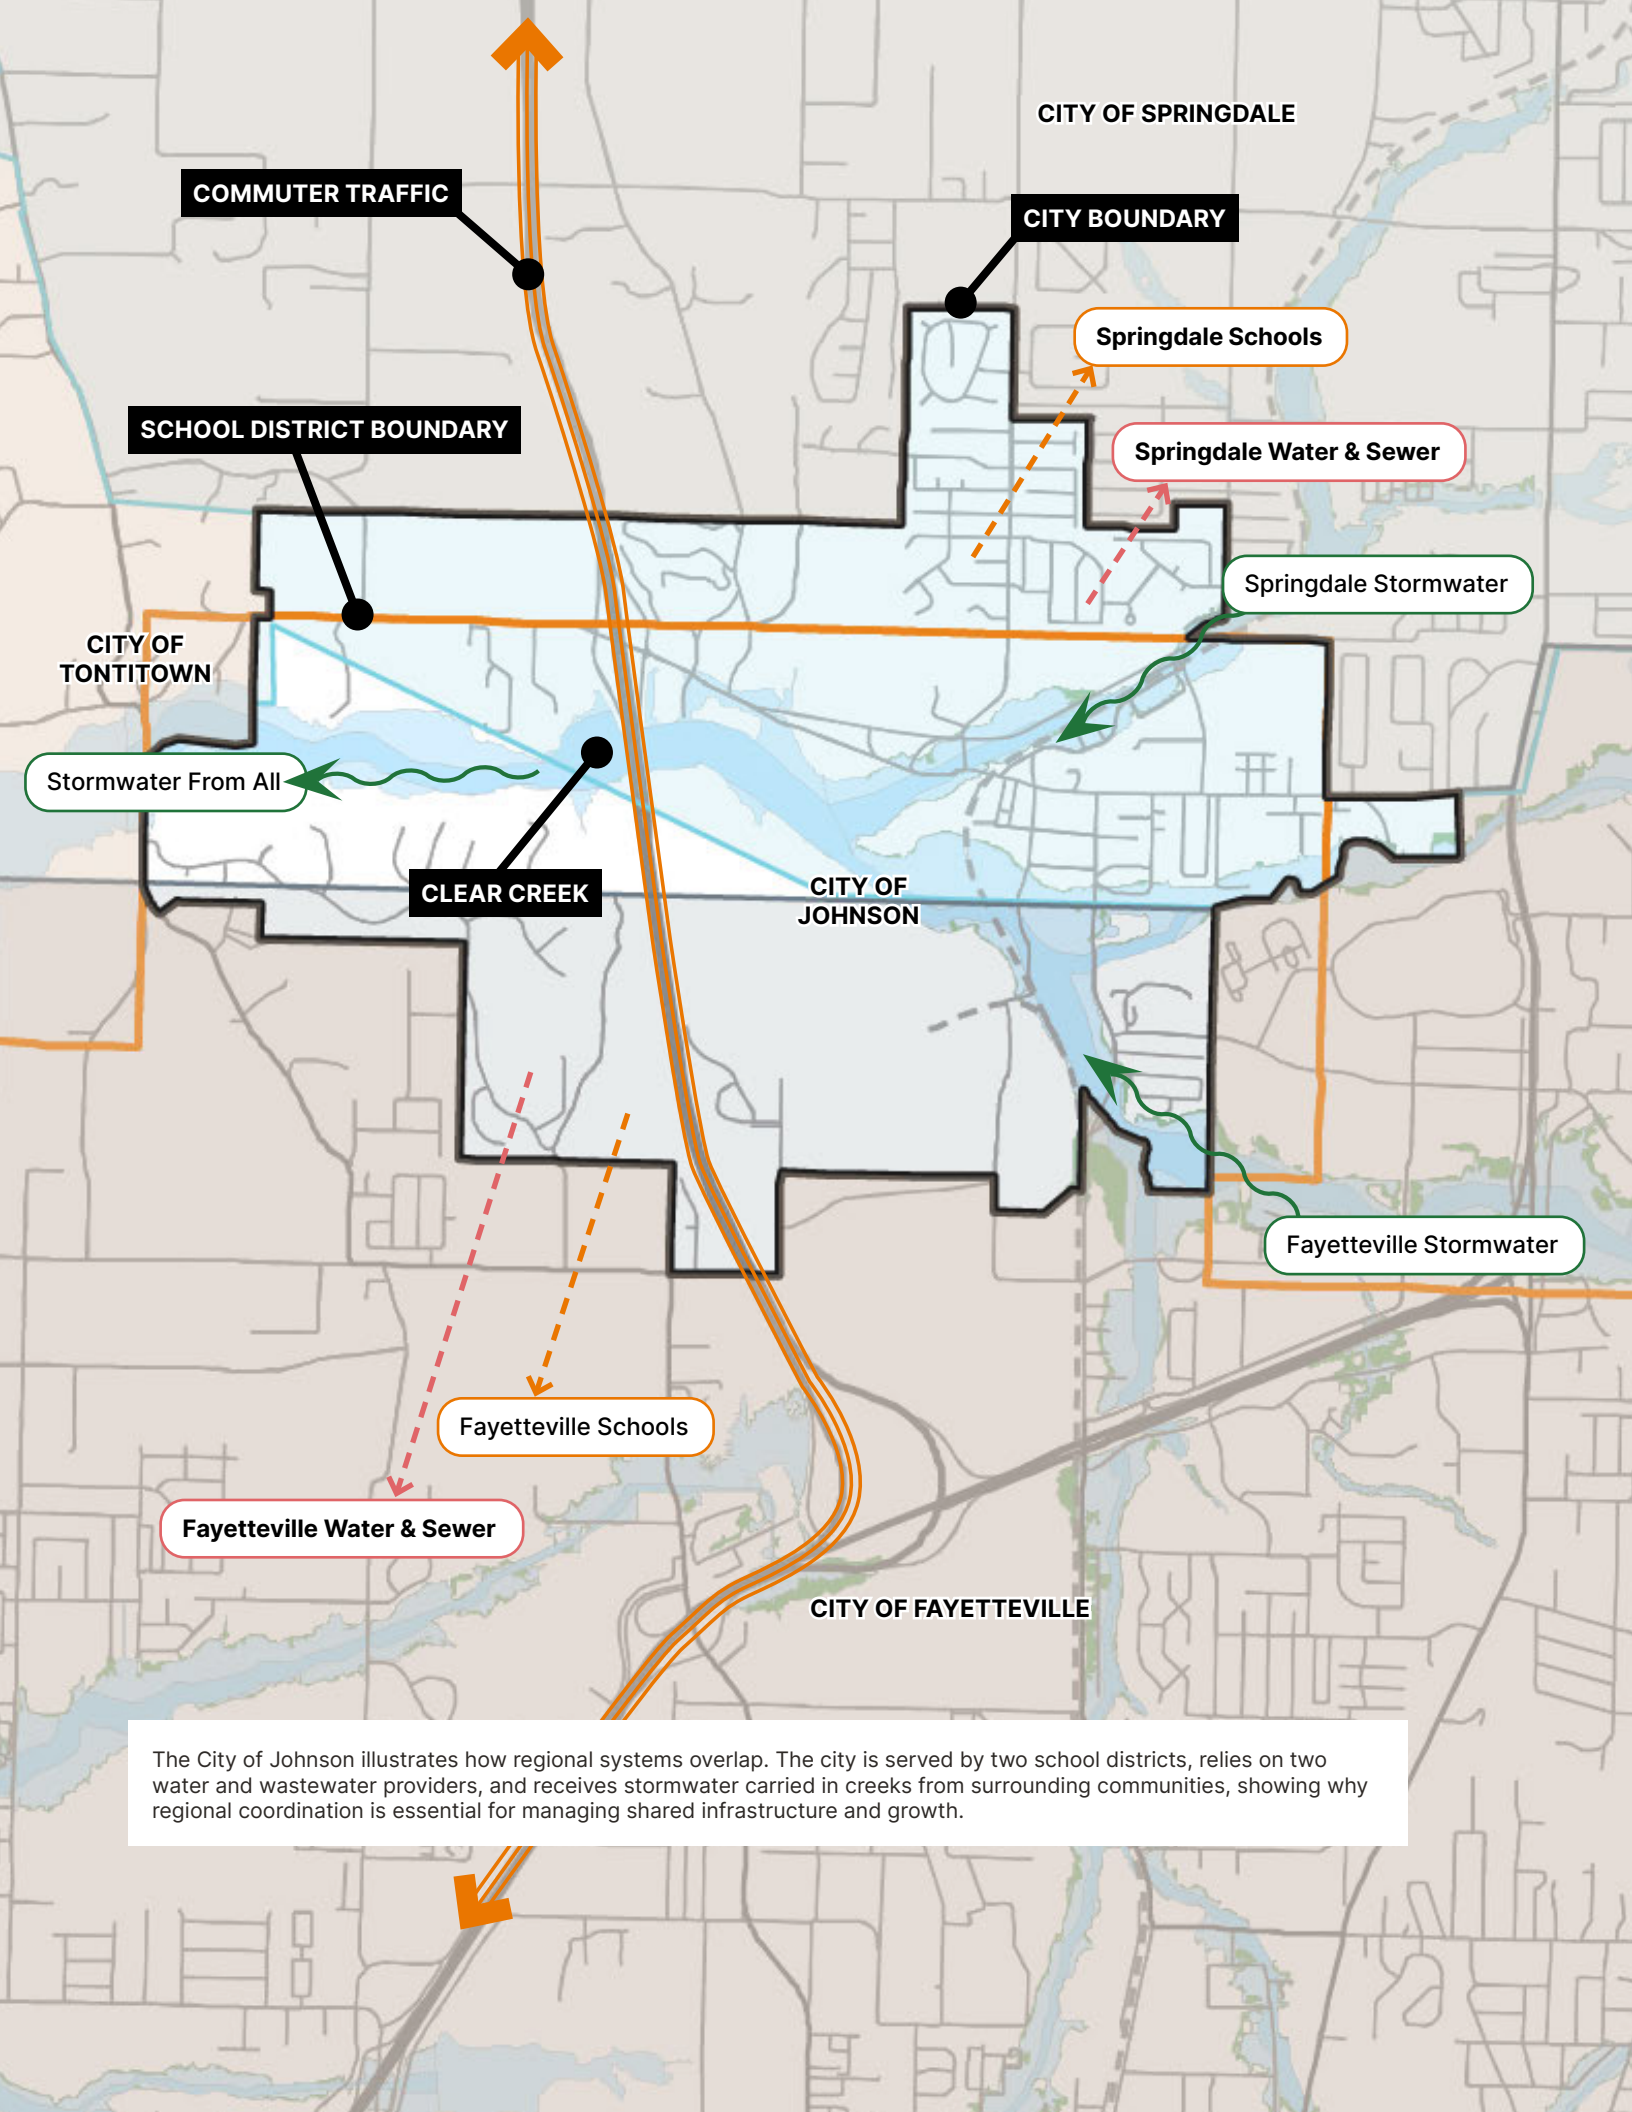 CITY OF SPRINGDALE
COMMUTER TRAFFIC
CITY BOUNDARY
Springdale Schools
SCHOOL DISTRICT BOUNDARY
Springdale Water & Sewer
Springdale Stormwater
CITY OF
TONTITOWN
Stormwater From All
CLEAR CREEK
CITY OF
JOHNSON
Fayetteville Stormwater
Fayetteville Schools
Fayetteville Water & Sewer
CITY OF FAYETTEVILLE
The City of Johnson illustrates how regional systems overlap. The city is served by two school districts, relies on two
water and wastewater providers, and receives stormwater carried in creeks from surrounding communities, showing why
regional coordination is essential for managing shared infrastructure and growth.